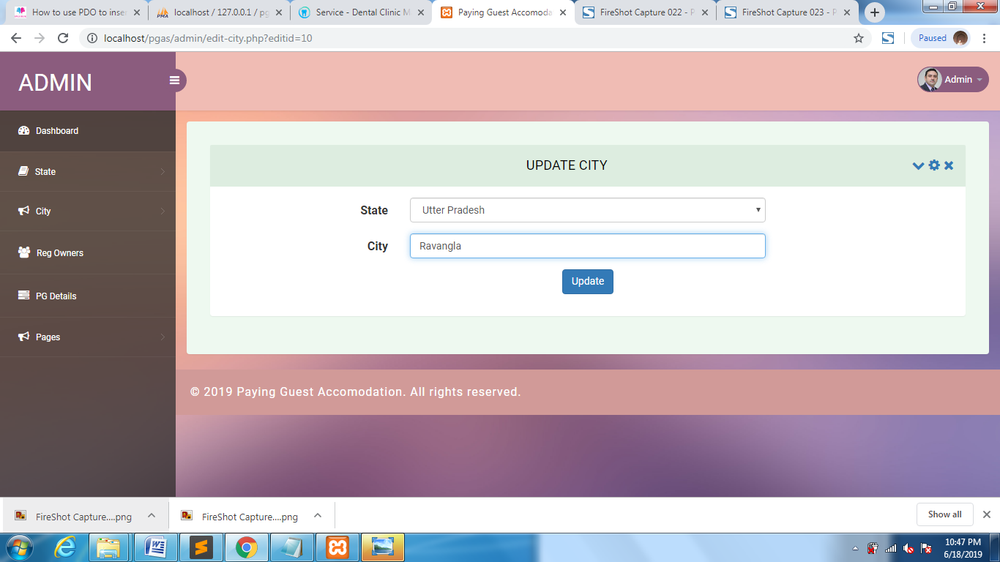 How to use PDO to inser
localhost / 127.0.0.1 / pg
Service - Dental Clinic M
Paying Guest Accomoda
FireShot Capture 022 - P
FireShot Capture 023 - P
localhost/pgas/admin/edit-city.php?editid=10
Paused
ADMIN
Admin
Dashboard
State
City
Reg Owners
PG Details
Pages
UPDATE CITY
State
Utter Pradesh
City
Ravangla
Update
© 2019 Paying Guest Accomodation. All rights reserved.
FireShot Capture....png
FireShot Capture....png
Show all
10:47 PM
6/18/2019